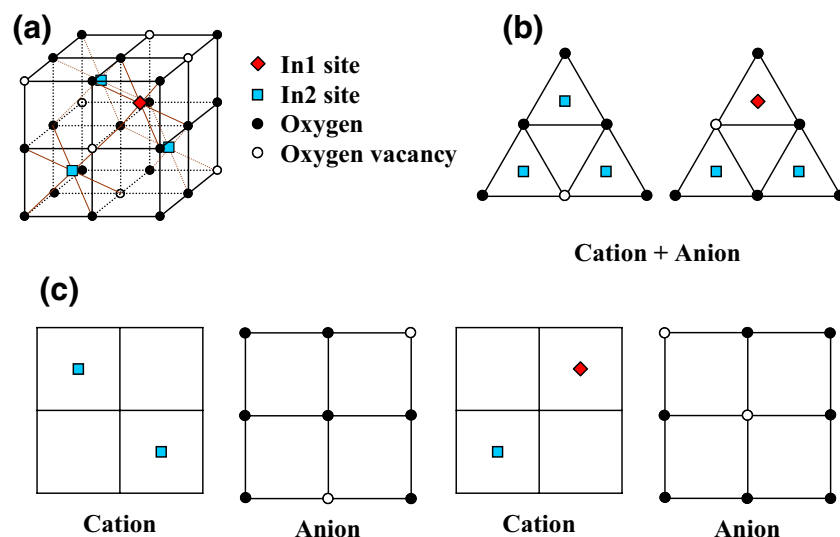 (a)
In1 site
In2 site
Oxygen
Oxygen vacancy
(b)
Cation + Anion
(c)
Cation
Anion
Cation
Anion